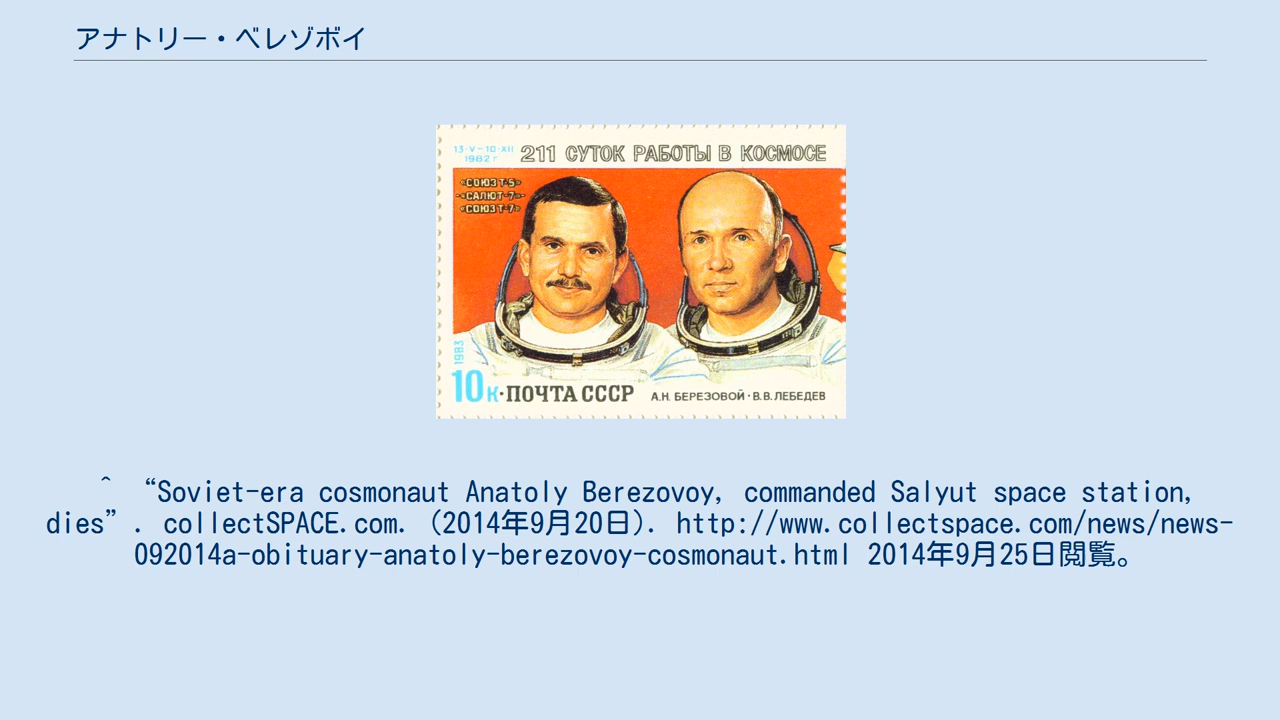 アナトリー・ベレゾボイ
13·V–10·XII
1982 г
211 СУТОК РАБОТЫ В КОСМОСЕ
«СОЮЗ Т-5»
-«САЛЮТ-7»-
«СОЮЗ Т-7»
1983
10к·ПОЧТА СССР
А.Н. БЕРЕЗОВОЙ·В.В. ЛЕБЕДЕВ
^ “Soviet-era cosmonaut Anatoly Berezovoy, commanded Salyut space station,
dies”. collectSPACE.com. (2014年9月20日). http://www.collectspace.com/news/news-
092014a-obituary-anatoly-berezovoy-cosmonaut.html 2014年9月25日閲覧。